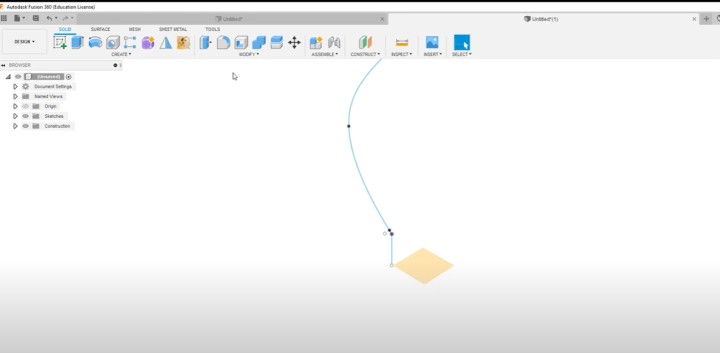 Autodesk Fusion 360 (Education License)
Untitled*
Untitled*(1)
SOLID SURFACE MESH SHEET METAL TOOLS
DESIGN
CREATE MODIFY ASSEMBLE CONSTRUCT INSPECT INSERT SELECT
BROWSER
(Unsaved)
Document Settings
Named Views
Origin
Sketches
Construction